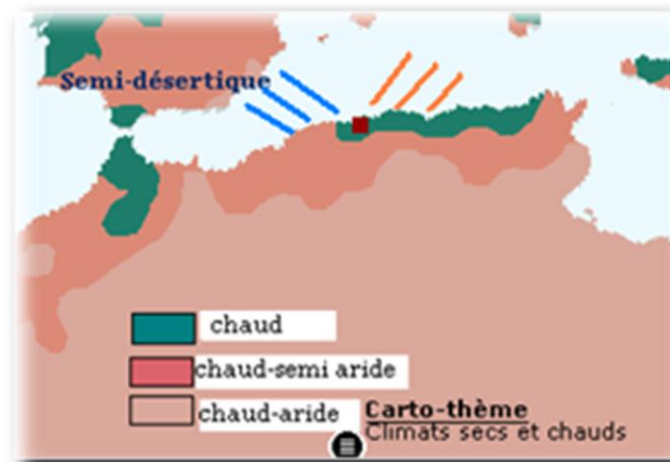 Semi-désertique
chaud
chaud-semi aride
chaud-aride
Carto-thème
Climats secs et chauds